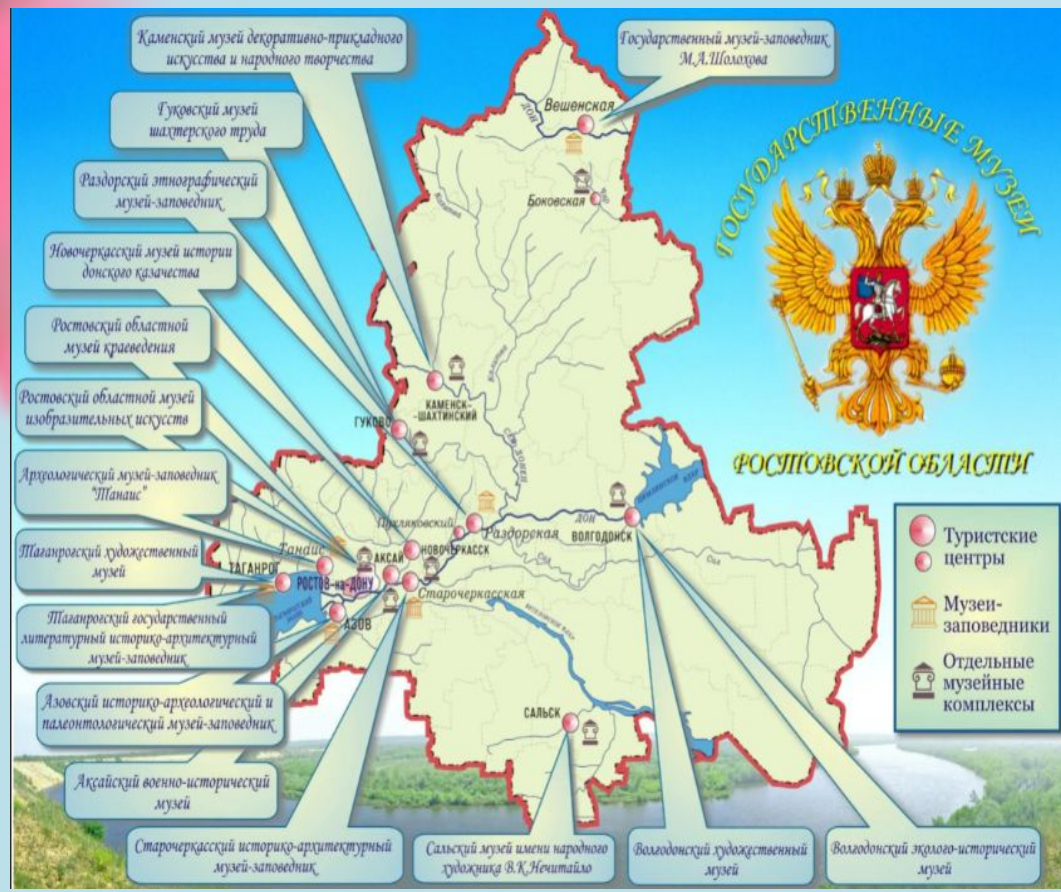 Каменский музей декоративно-прикладного
искусства и народного творчества
Государственный музей-заповедник
М.А.Шолохова
Гуковский музей
шахтерского труда
Раздорский этнографический
музей-заповедник
Новочеркасский музей истории
донского казачества
Ростовский областной
музей краеведения
Ростовский областной музей
изобразительных искусств
Археологический музей-заповедник
"Танаис"
Таганрогский художественный
музей
Таганрогский государственный
литературный историко-архитектурный
музей-заповедник
Азовский историко-археологический и
палеонтологический музей-заповедник
Аксайский военно-исторический
музей
Старочеркасский историко-архитектурный
музей-заповедник
Сальский музей имени народного
художника В.К.Нечитайло
Волгодонский художественный
музей
Волгодонский эколого-исторический
музей
ДОН
Вешенская
Боковская
КАМЕНСК-
-ШАХТИНСКИЙ
ГУКОВО
ДОНЕЦ
Пухляковский
Раздорская
ДОН
ВОЛГОДОНСК
Сал
Сал
НОВОЧЕРКАССК
Танаис
АКСАЙ
ТАГАНРОГ
РОСТОВ-на-ДОНУ
Старочеркасская
АЗОВ
САЛЬСК
ГОСУДАРСТВЕННЫЕ МУЗЕИ
РОСТОВСКОЙ ОБЛАСТИ
Туристские
центры
Музеи-
заповедники
Отдельные
музейные
комплексы